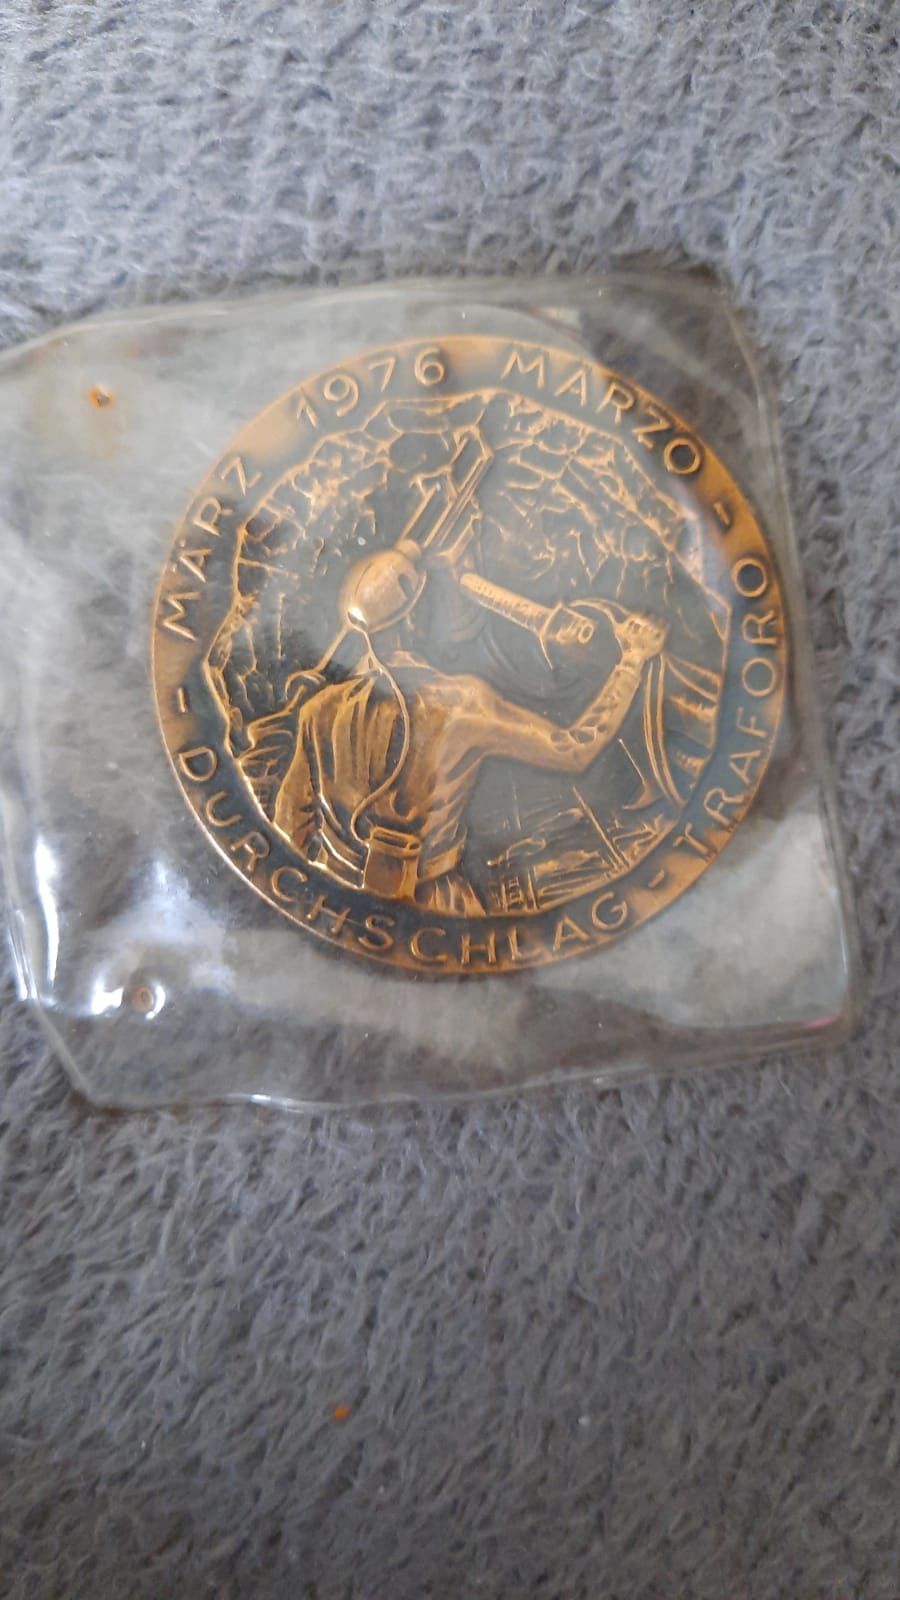 MÄRZ 1976 MARZO - TRAFORO - DURCHSCHLAG -